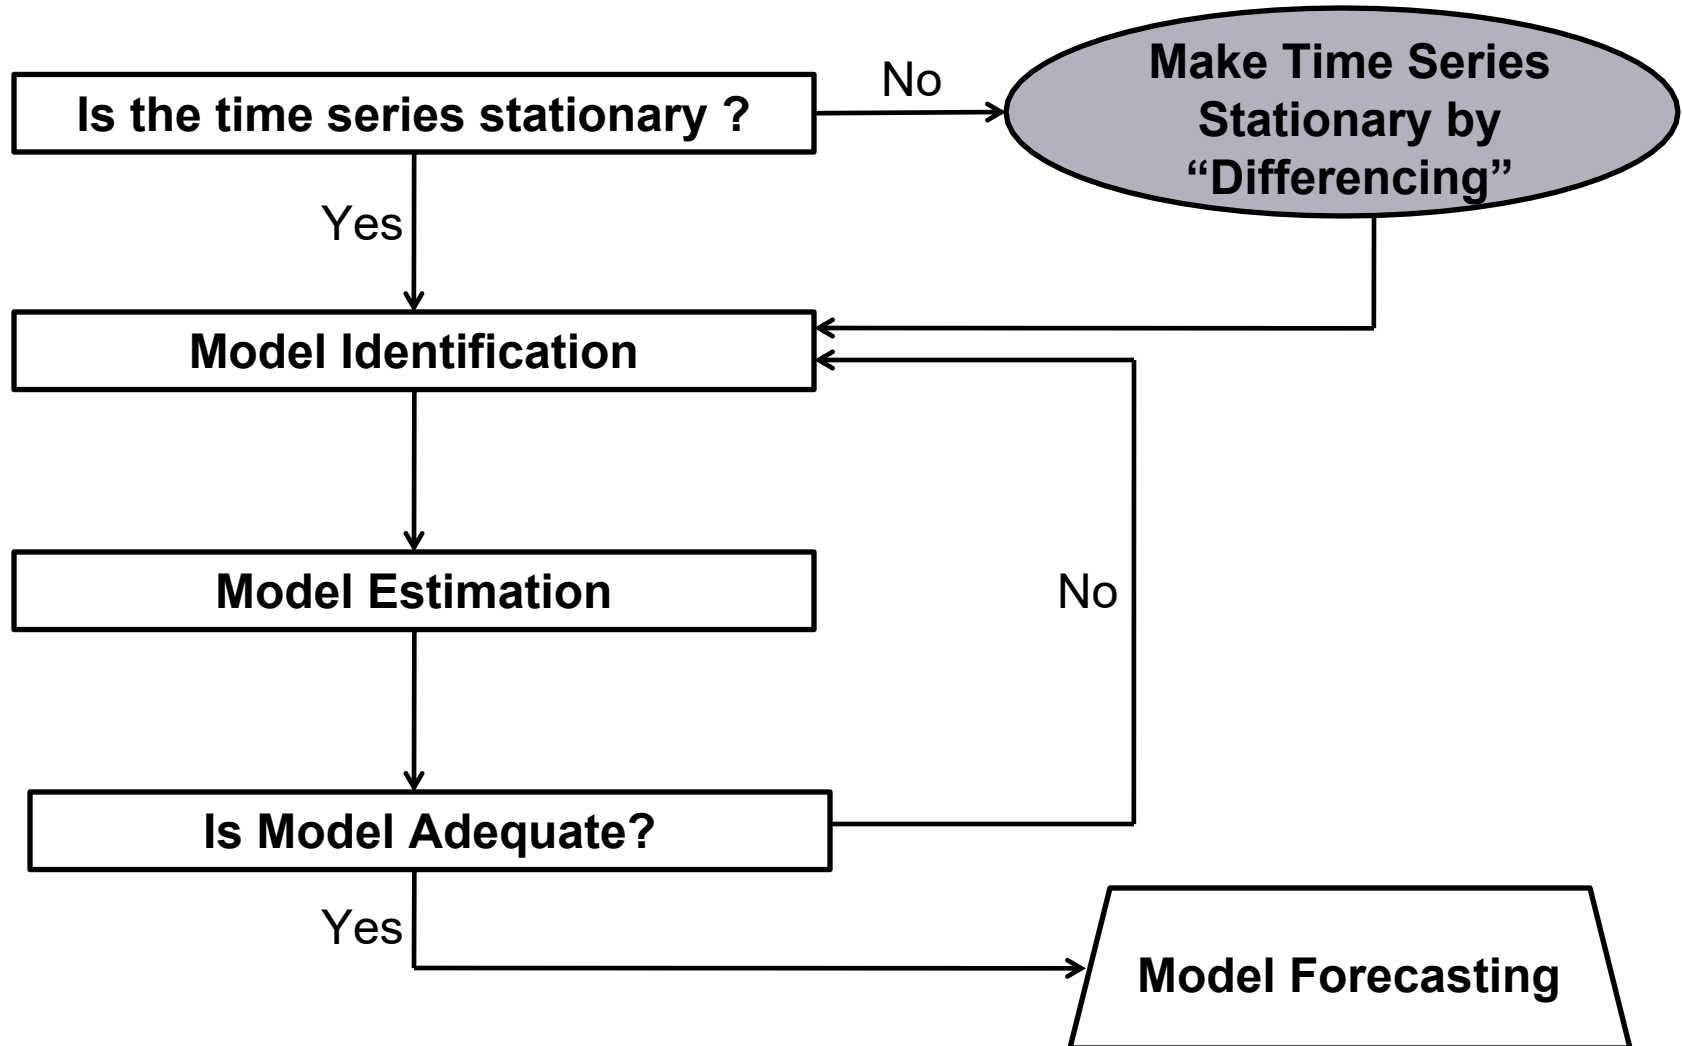 Is the time series stationary ?
No
Make Time Series
Stationary by
“Differencing”
Yes
Model Identification
Model Estimation
No
Is Model Adequate?
Yes
Model Forecasting